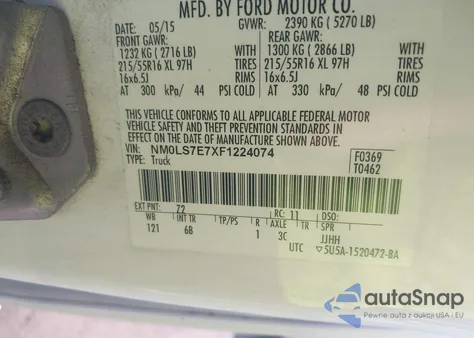 MFD. BY FORD MOTOR CO.
DATE: 05/15 GVWR: 2390 KG ( 5270 LB)
FRONT GAWR: REAR GAWR:
1232 KG ( 2716 LB) 1300 KG ( 2866 LB)
215/55R16 XL 97H TIRES 215/55R16 XL 97H TIRES
16x6.5J RIMS 16x6.5J RIMS
AT 300 kPa/ 44 PSI COLD AT 330 kPa/ 48 PSI COLD
THIS VEHICLE CONFORMS TO ALL APPLICABLE FEDERAL MOTOR
VEHICLE SAFETY AND THEFT PREVENTION STANDARDS IN EFFECT
ON THE DATE OF MANUFACTURE SHOWN ABOVE.
VIN: NM0LS7E7XF1224074 F0369
TYPE: Truck T0462
EXT PNT: 72 RC: 11 DSO:
WB INT TR TP/PS R AXLE TR SPR
121 6B 1 3C JJHH
UTC 5U5A-1520472-BA
autoSnap
Pewne auta z aukcji z USA i EU